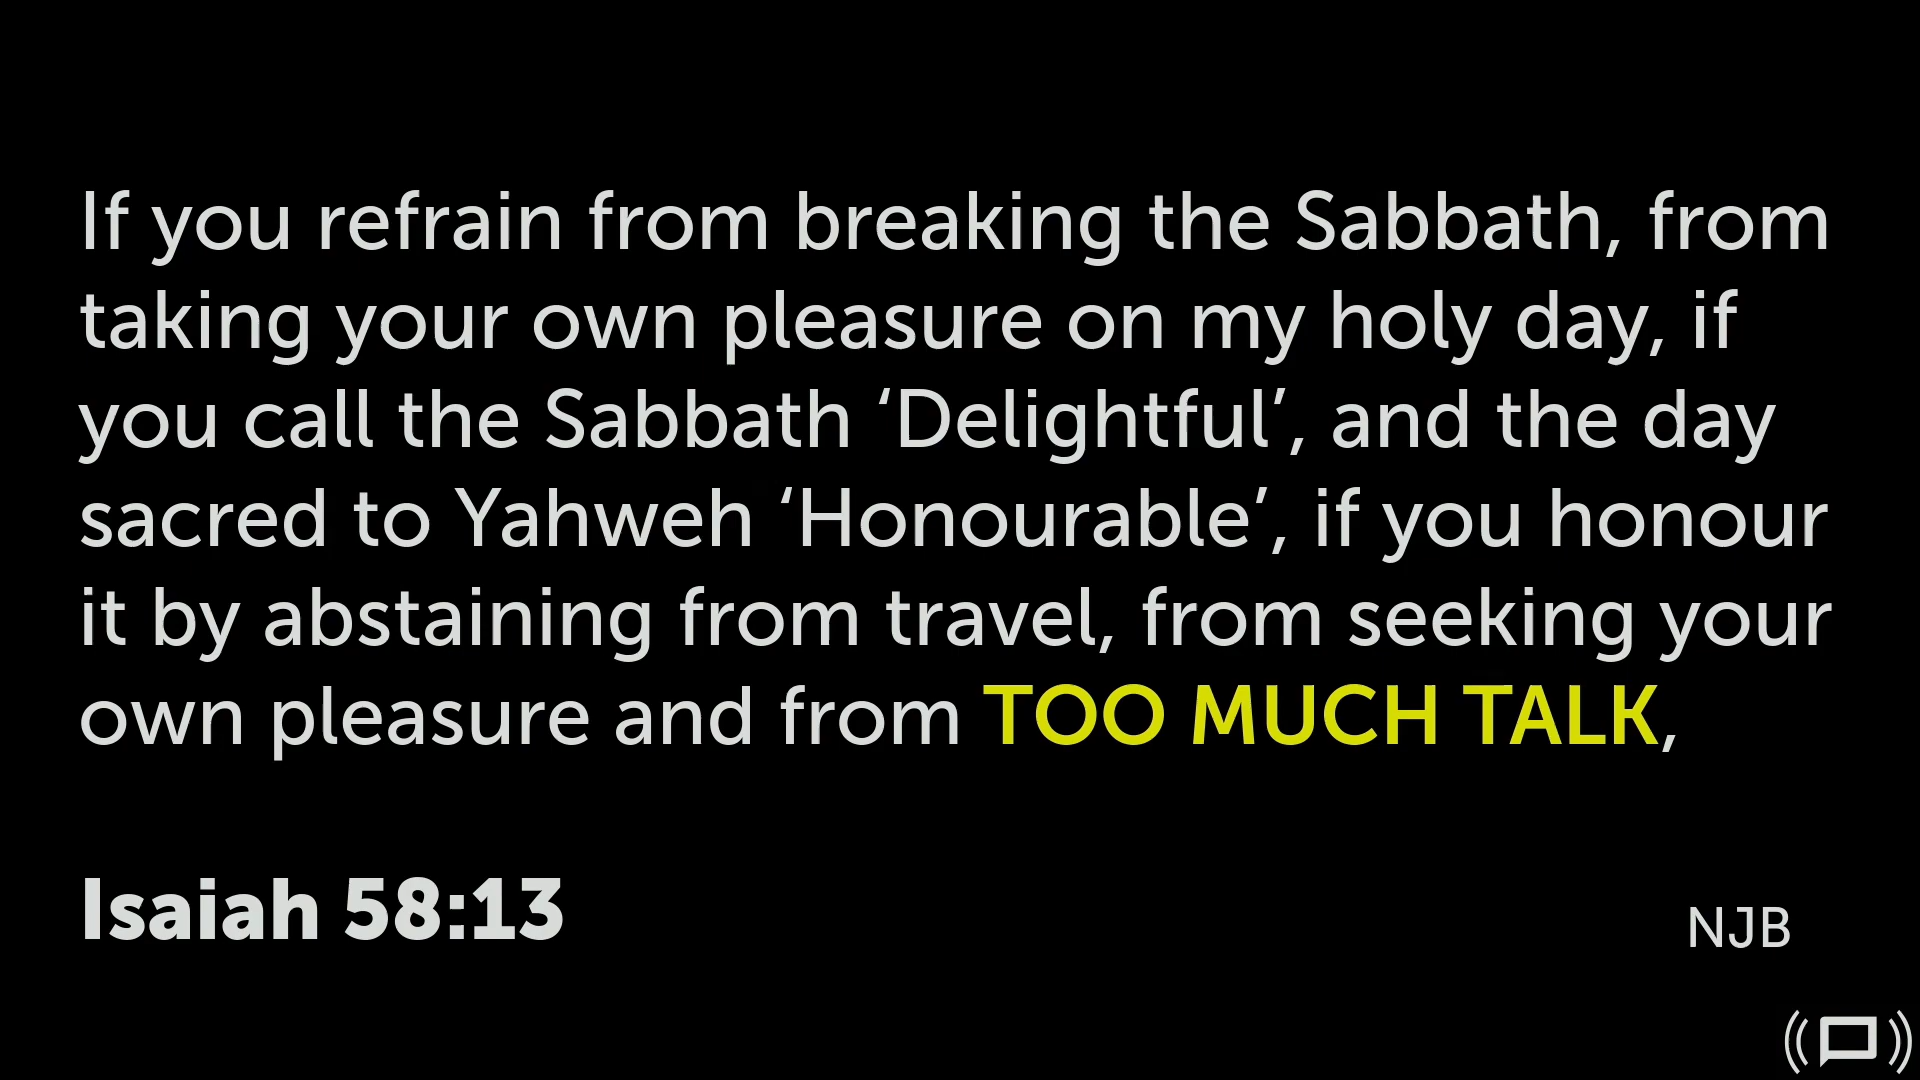 If you refrain from breaking the Sabbath, from
taking your own pleasure on my holy day, if
you call the Sabbath ‘Delightful’, and the day
sacred to Yahweh ‘Honourable’, if you honour
it by abstaining from travel, from seeking your
own pleasure and from TOO MUCH TALK,
Isaiah 58:13
NJB